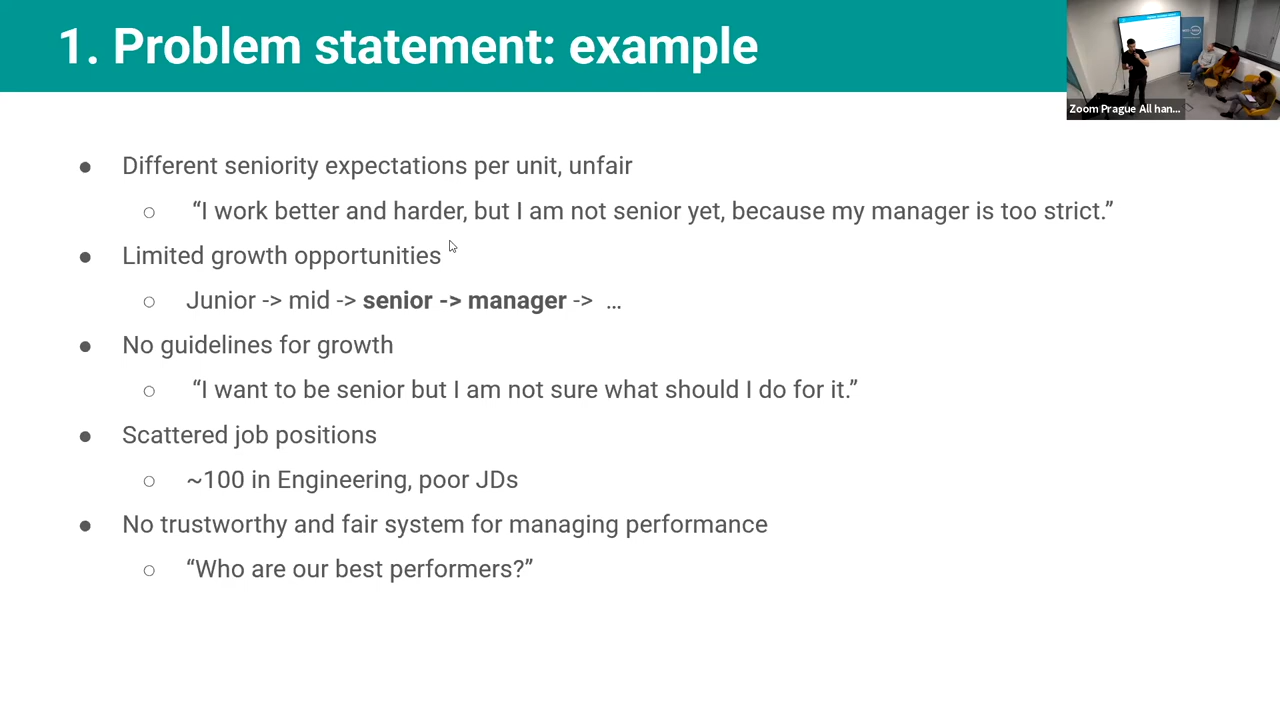 1. Problem statement: example
Zoom Prague All han...
● Different seniority expectations per unit, unfair
○ “I work better and harder, but I am not senior yet, because my manager is too strict.”
● Limited growth opportunities
○ Junior -> mid -> senior -> manager -> ...
● No guidelines for growth
○ “I want to be senior but I am not sure what should I do for it.”
● Scattered job positions
○ ~100 in Engineering, poor JDs
● No trustworthy and fair system for managing performance
○ “Who are our best performers?”